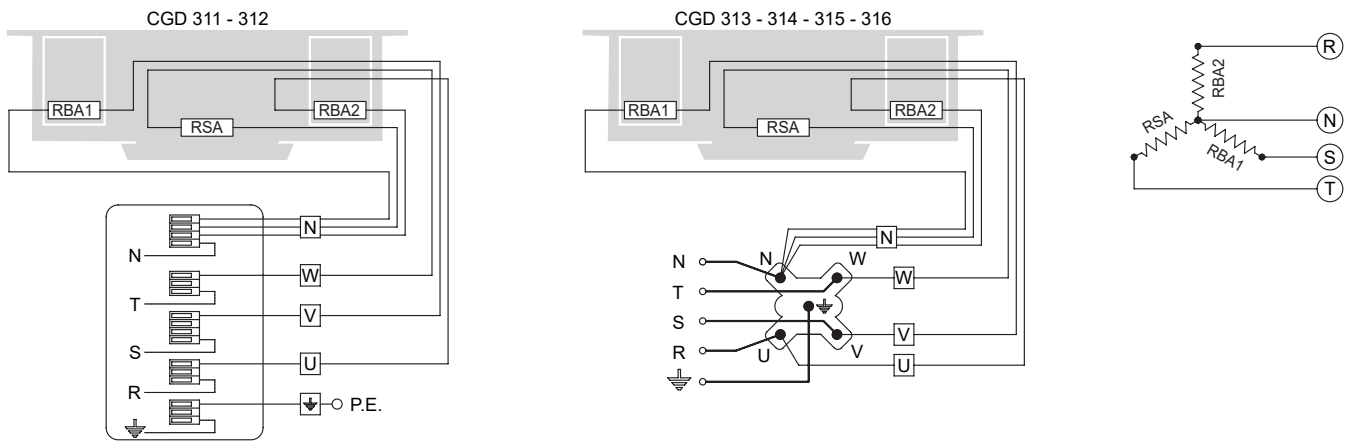 CGD 311 - 312
RBA1
RSA
RBA2
N
N
W
T
V
S
U
R
P.E.
CGD 313 - 314 - 315 - 316
RBA1
RSA
RBA2
N
N
N
W
W
T
S
V
R
U
V
U
R
RBA2
RSA
N
RBA1
S
T